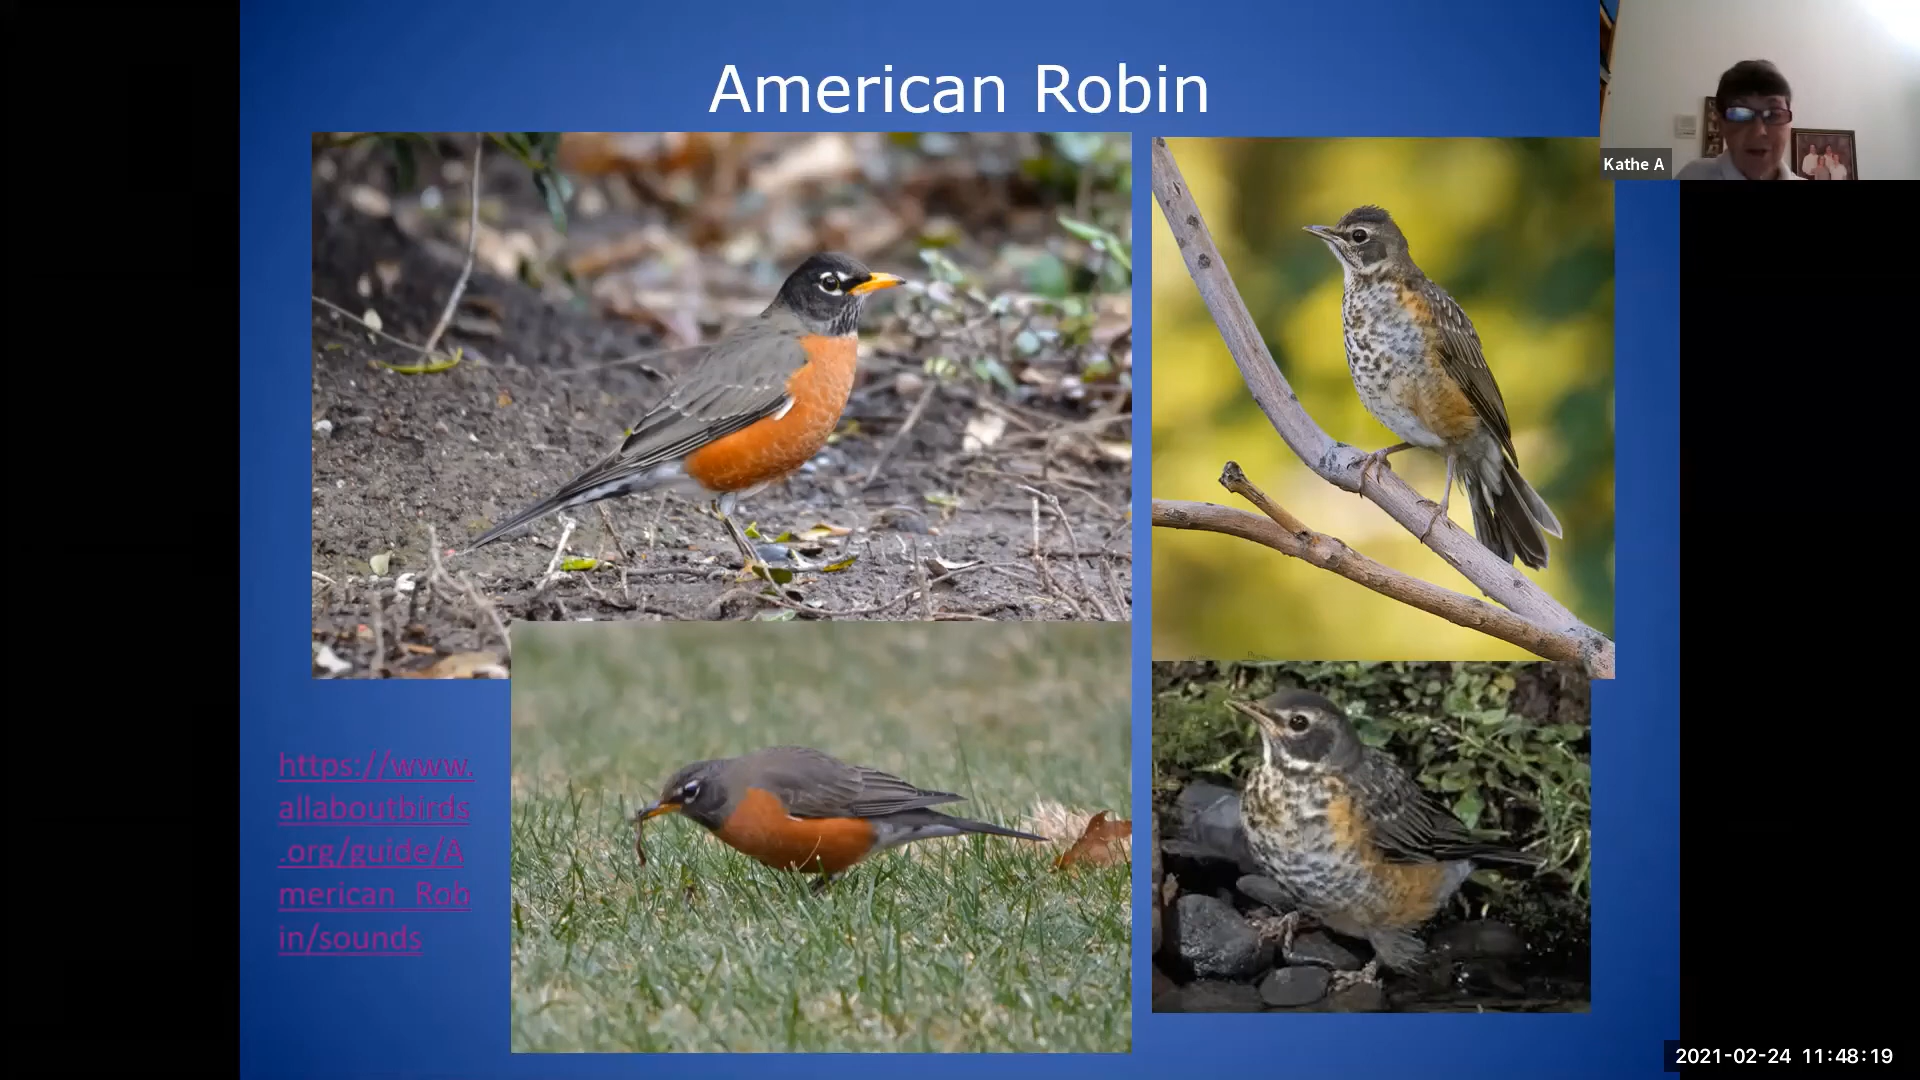 American Robin
Kathe A
https://www.
allaboutbirds
.org/guide/A
merican_Rob
in/sounds
2021-02-24 11:48:19